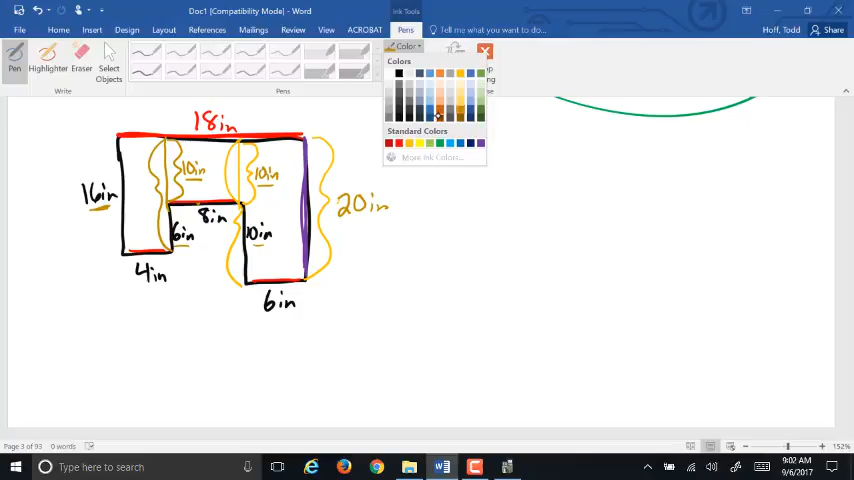 Doc1 [Compatibility Mode] - Word
Ink Tools
Hoff, Todd
File Home Insert Design Layout References Mailings Review View ACROBAT Pens Tell me what you want to do...
Share
Pen Highlighter Eraser Select Objects
Color
Write
Pens
Colors
Standard Colors
More Ink Colors...
18in
10in 10in
16in
20in
8in
6in 10in
4in
6in
Page 3 of 93 0 words
152%
Type here to search
9:02 AM
9/6/2017